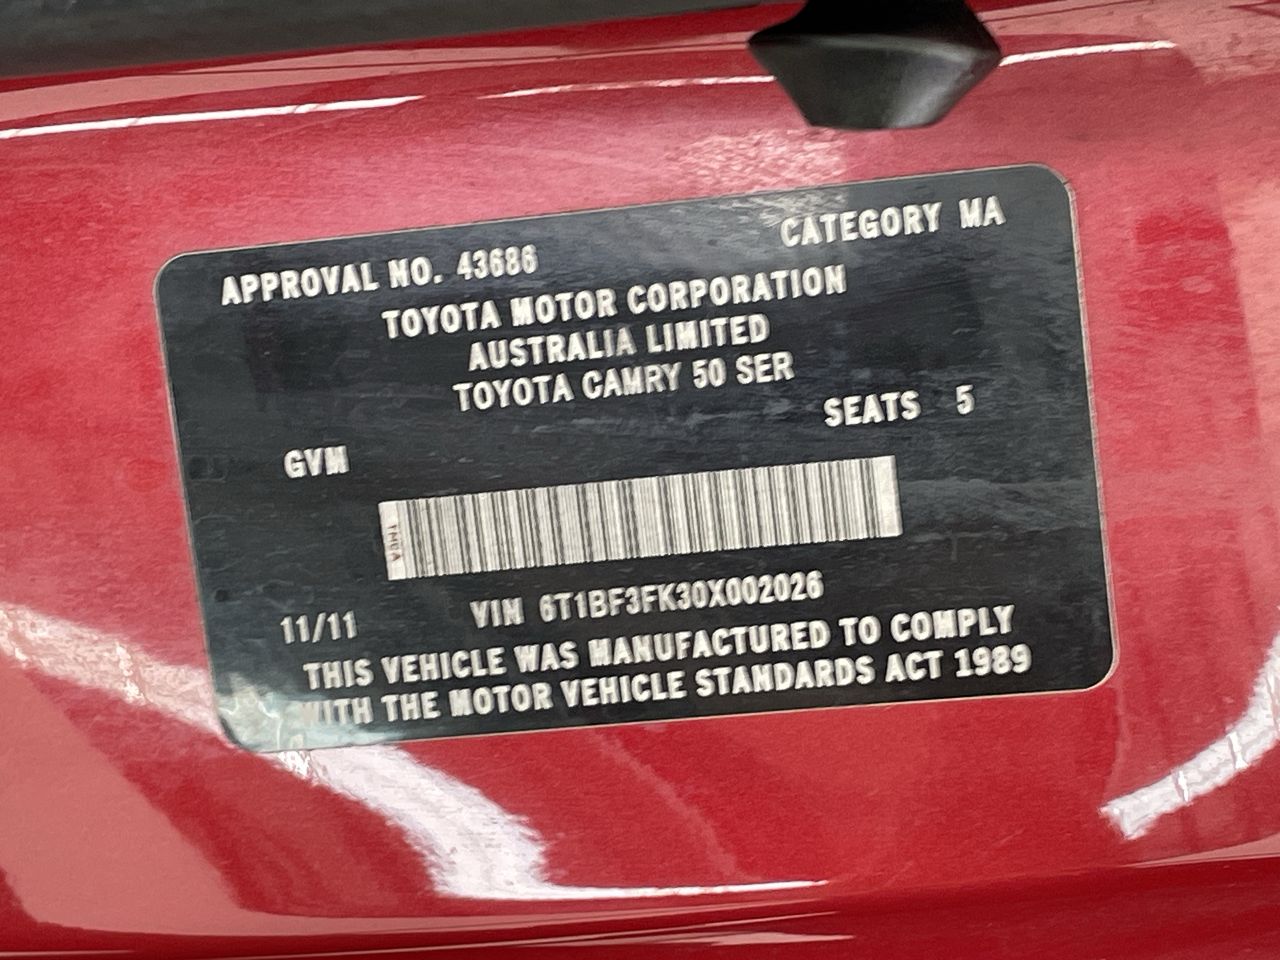 APPROVAL NO. 43686 CATEGORY MA
TOYOTA MOTOR CORPORATION
AUSTRALIA LIMITED
TOYOTA CAMRY 50 SER
SEATS 5
GVM
TMCA
11/11 VIN 6T1BF3FK30X002026
THIS VEHICLE WAS MANUFACTURED TO COMPLY
WITH THE MOTOR VEHICLE STANDARDS ACT 1989